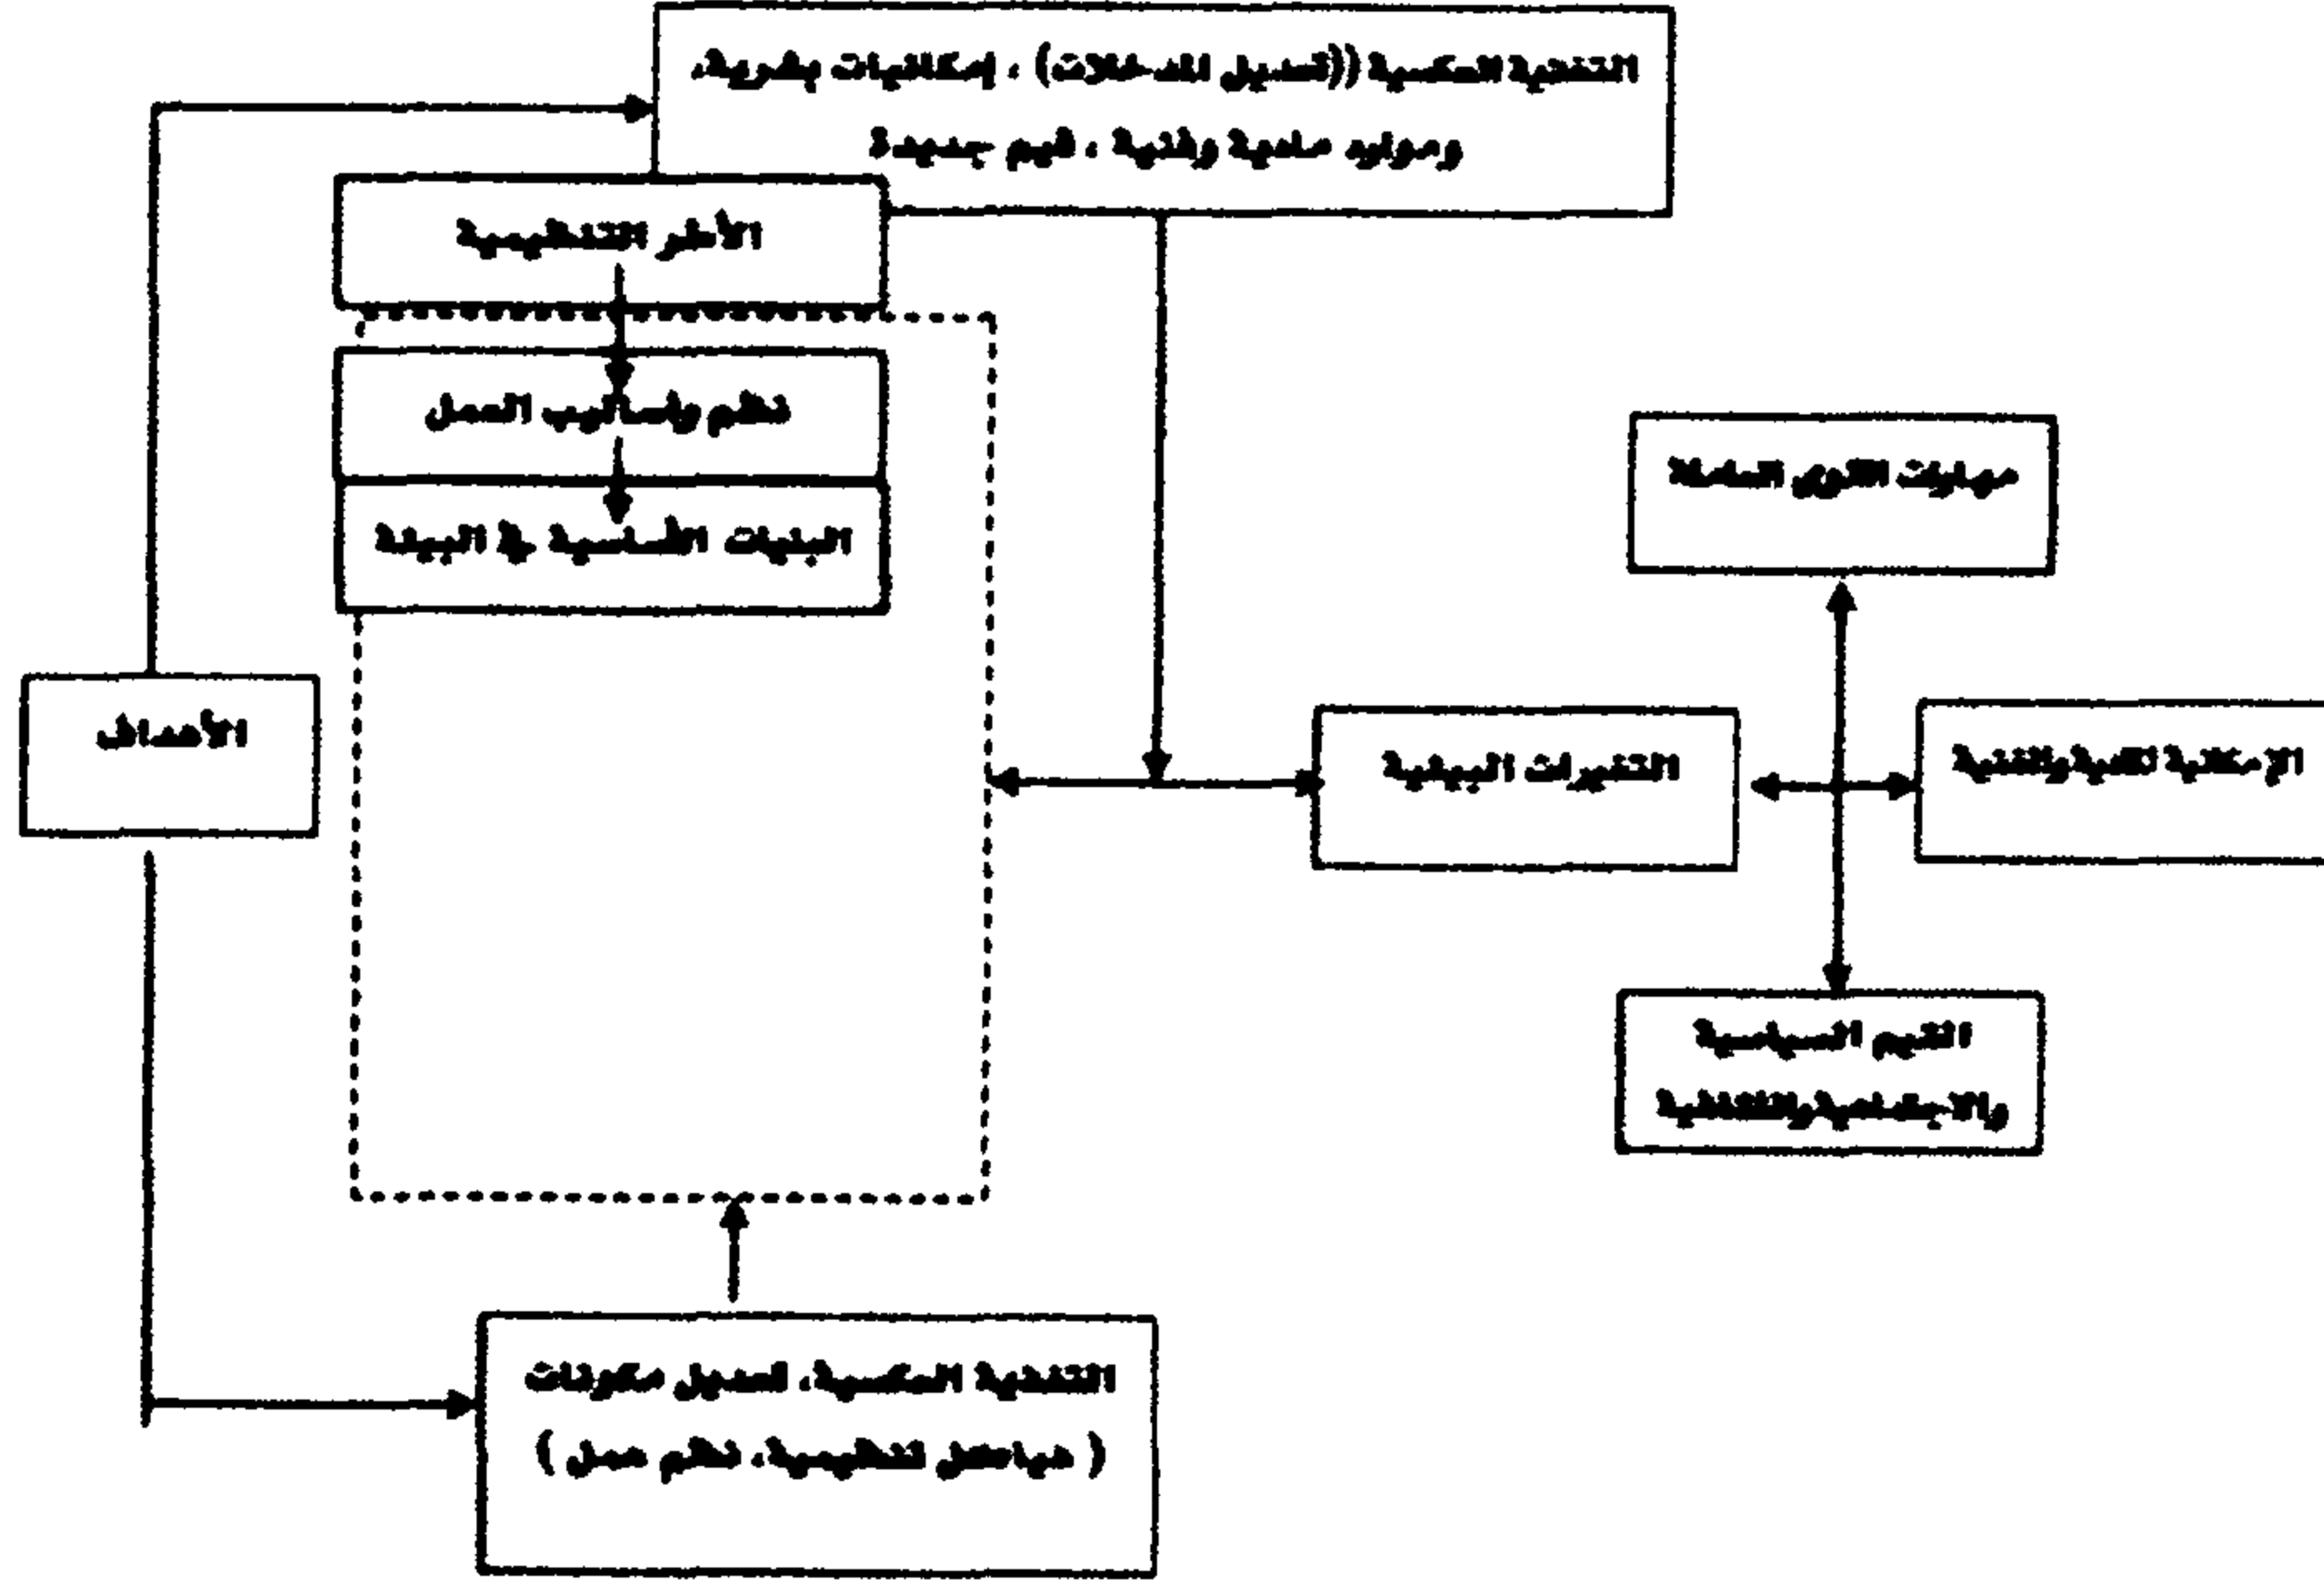 التغذية العكسية ((تعديل المدخلات) ، إمكانيات بشرية،
وموارد مادية وفنية ، قيم جديدة
الأطر التنظيمية
نظم وأساليب العمل
البنيات الأساسية في البيئة
مهارات القوى العاملة
الأهداف
التغيرات البيئية
الإمكانية المادية والفنية
القيم السياسية
والاجتماعية والثقافية
التغذية العكسية، لتعديل مكونات
( هياكل تنظيمية، نظم عمل )